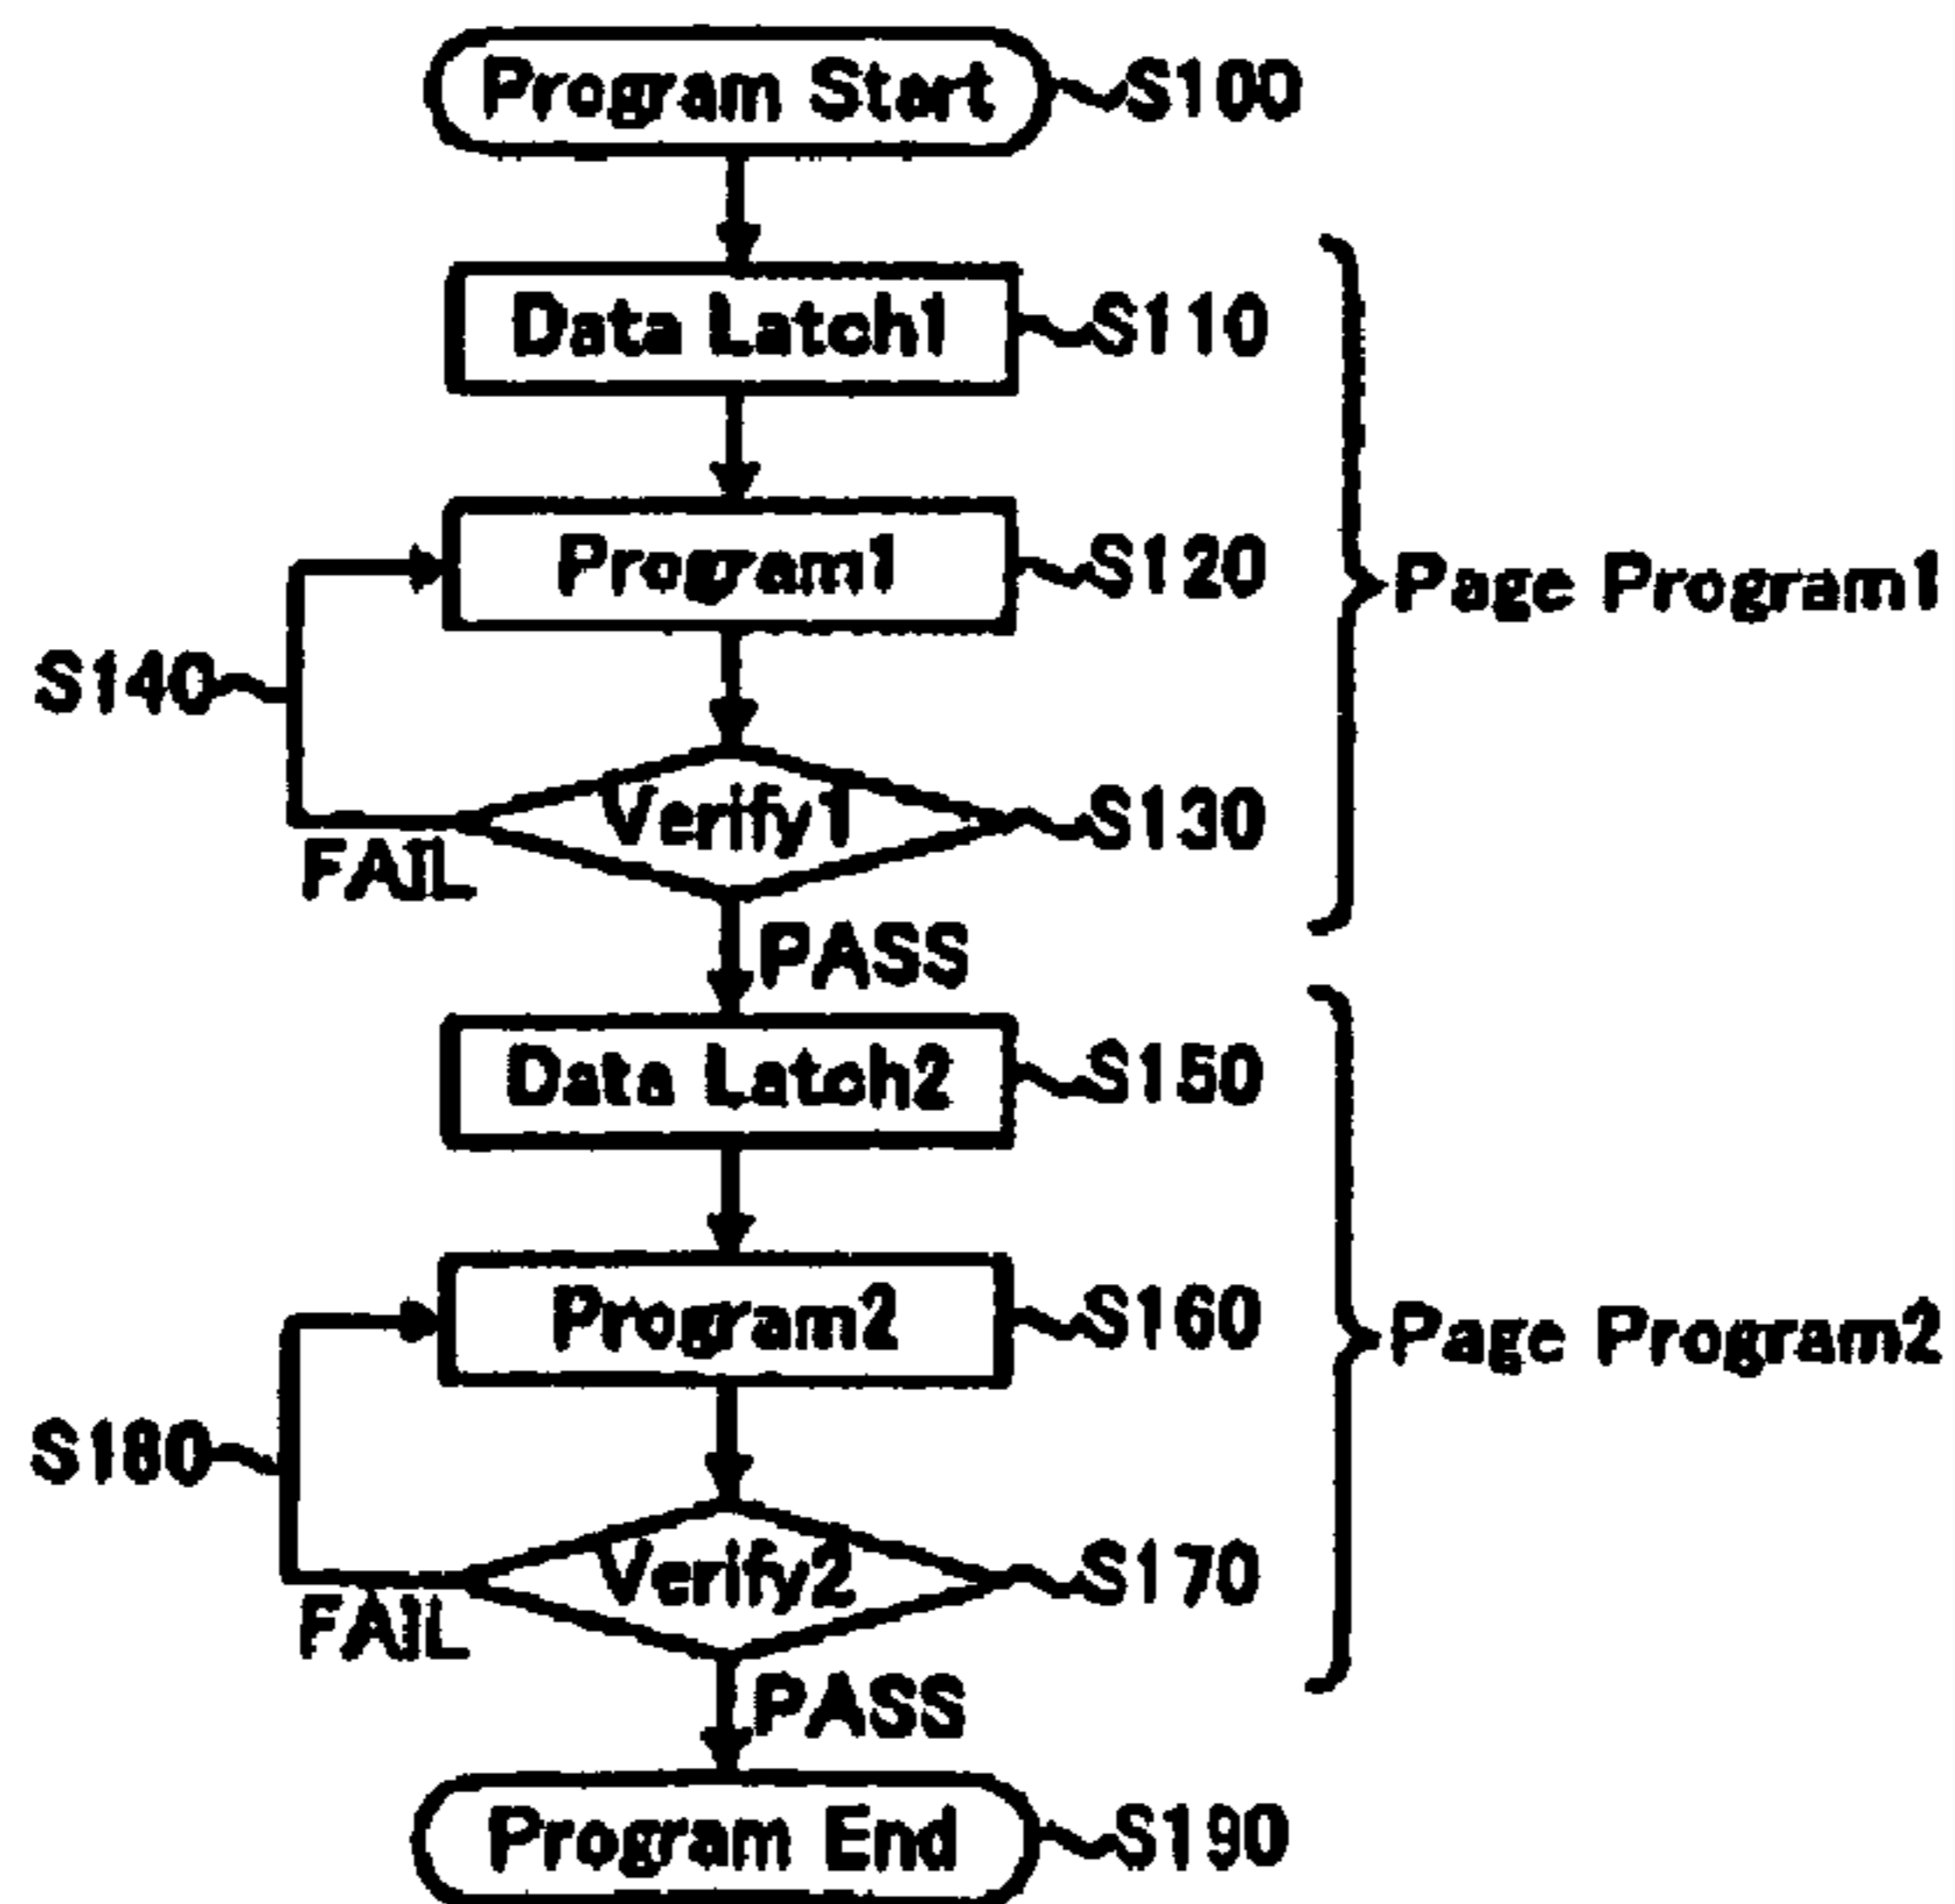 Program Start S100
Data Latch1 S110
Program1 S120
Page Program1
S140
Verify1 S130
FAIL
PASS
Data Latch2 S150
Program2 S160
Page Program2
S180
Verify2 S170
FAIL
PASS
Program End S190